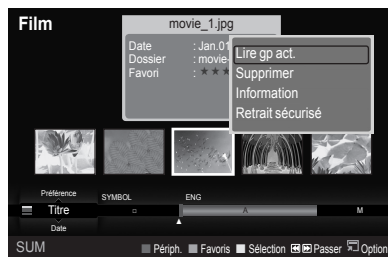 Film
movie_1.jpg
Date : Jan.01
Dossier : movie-
Favori : ★★★
Lire gp act.
Supprimer
Information
Retrait sécurisé
Préférence
SYMBOL ENG
Titre A M
Date
SUM Périph. Favoris Sélection Passer Option